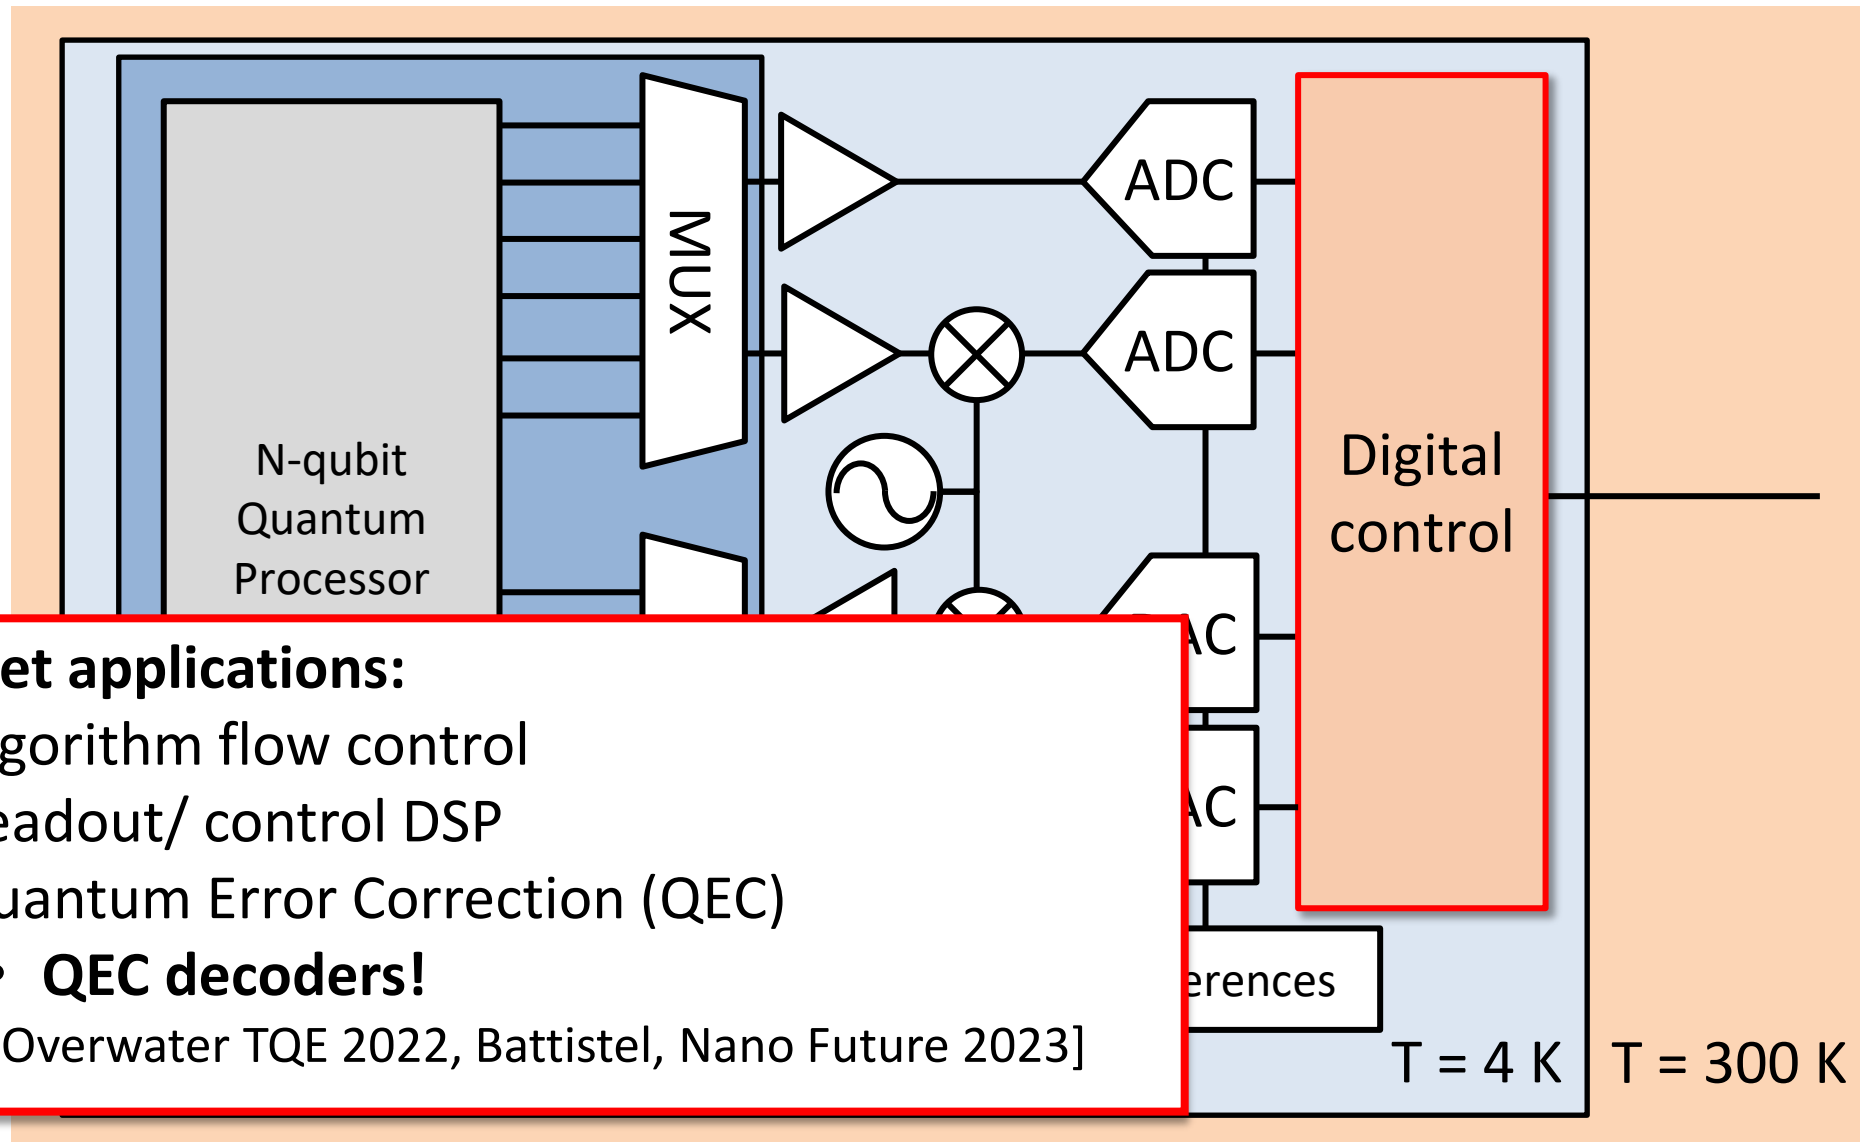 MUX
ADC
ADC
N-qubit
Quantum
Processor
Digital
control
AC
AC
et applications:
gorithm flow control
eadout/ control DSP
uantum Error Correction (QEC)
• QEC decoders!
Overwater TQE 2022, Battistel, Nano Future 2023]
erences
T = 4 K
T = 300 K